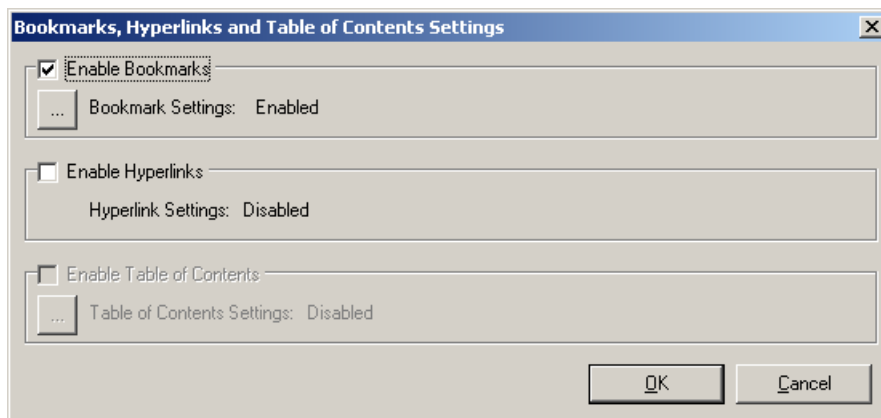 Bookmarks, Hyperlinks and Table of Contents Settings
Enable Bookmarks
... Bookmark Settings: Enabled
Enable Hyperlinks
Hyperlink Settings: Disabled
Enable Table of Contents
... Table of Contents Settings: Disabled
OK Cancel